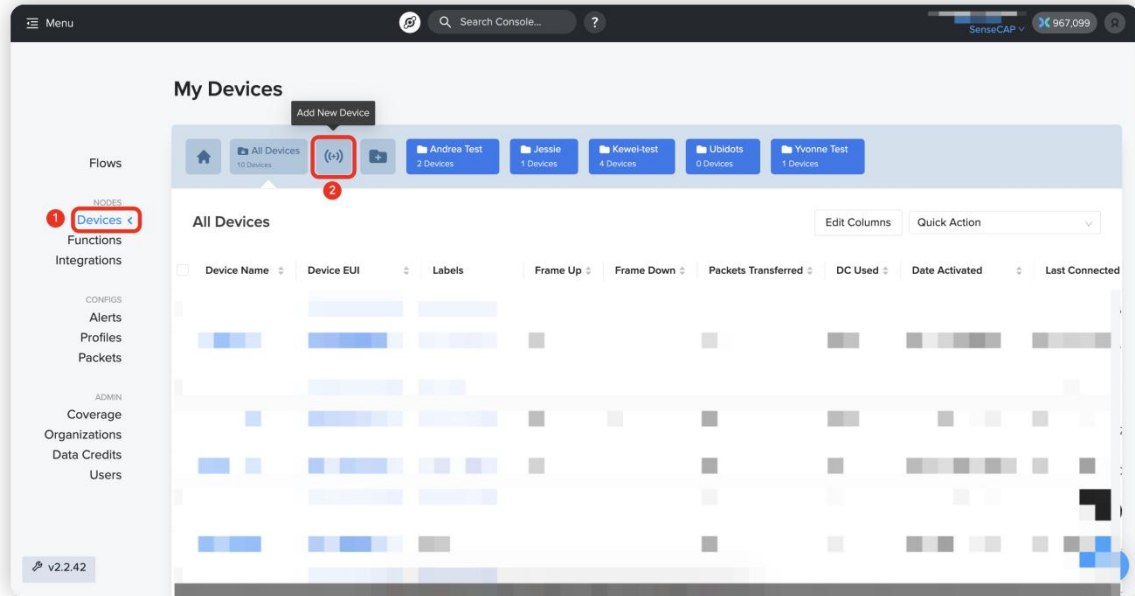 Menu
Search Console...
?
SenseCAP
967,099
My Devices
Add New Device
All Devices
10 Devices
Andrea Test
2 Devices
Jessie
1 Devices
Kewei-test
4 Devices
Ubidots
0 Devices
Yvonne Test
1 Devices
2
Flows
NODES
1
Devices <
Functions
Integrations
CONFIGS
Alerts
Profiles
Packets
ADMIN
Coverage
Organizations
Data Credits
Users
v2.2.42
All Devices
Edit Columns
Quick Action
Device Name
Device EUI
Labels
Frame Up
Frame Down
Packets Transferred
DC Used
Date Activated
Last Connected